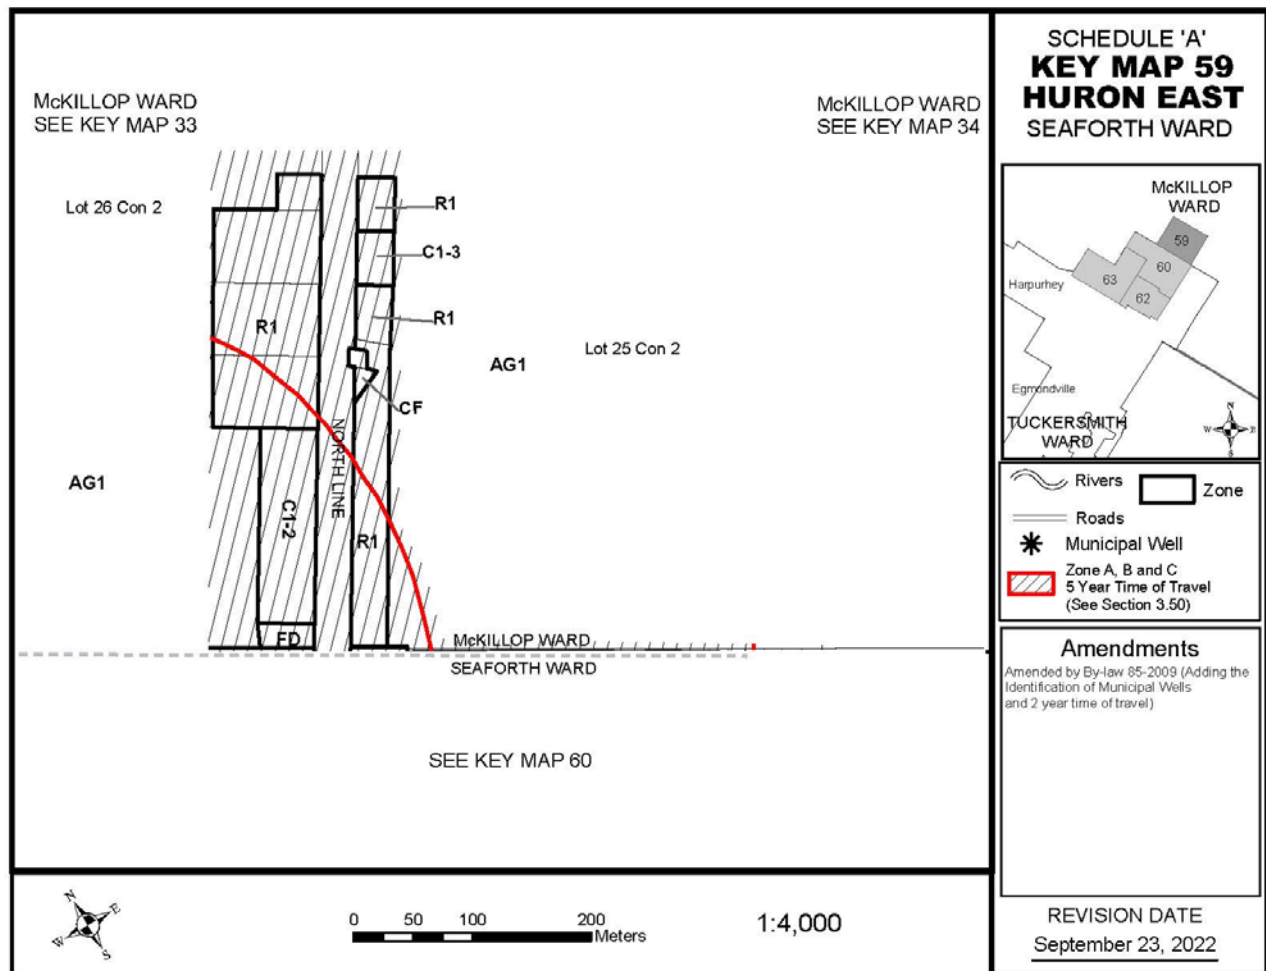 McKILLOP WARD
SEE KEY MAP 33
McKILLOP WARD
SEE KEY MAP 34
Lot 26 Con 2
R1
C1-3
R1
R1
Lot 25 Con 2
AG1
CF
NORTH LINE
AG1
C1-2
R1
FD
McKILLOP WARD
SEAFORTH WARD
SEE KEY MAP 60
N
E
W
S
0 50 100 200
Meters
1:4,000
SCHEDULE 'A'
KEY MAP 59
HURON EAST
SEAFORTH WARD
McKILLOP
WARD
59
60
63
62
Harpurhey
Egmondville
TUCKERSMITH
WARD
N
W E
S
Rivers
Zone
Roads
Municipal Well
Zone A, B and C
5 Year Time of Travel
(See Section 3.50)
Amendments
Amended by By-law 85-2009 (Adding the
Identification of Municipal Wells
and 2 year time of travel)
REVISION DATE
September 23, 2022